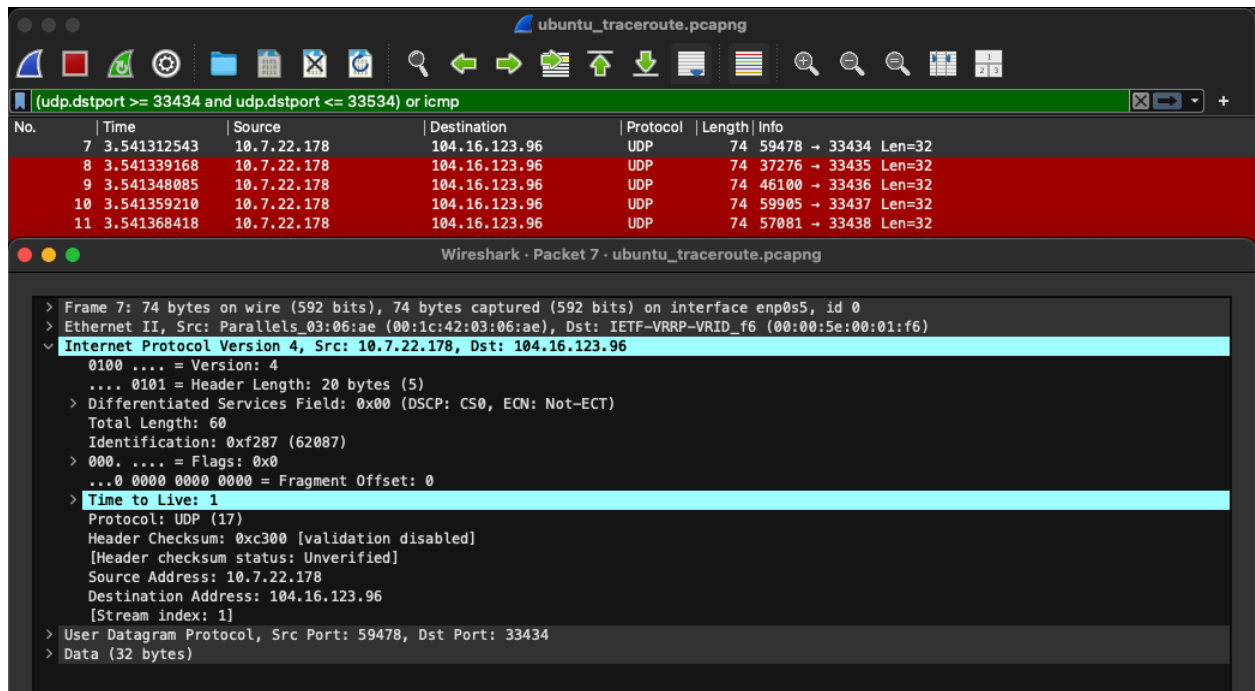 ubuntu_traceroute.pcapng
(udp.dstport >= 33434 and udp.dstport <= 33534) or icmp
No. Time Source Destination Protocol Length Info
7 3.541312543 10.7.22.178 104.16.123.96 UDP 74 59478 → 33434 Len=32
8 3.541339168 10.7.22.178 104.16.123.96 UDP 74 37276 → 33435 Len=32
9 3.541348085 10.7.22.178 104.16.123.96 UDP 74 46100 → 33436 Len=32
10 3.541359210 10.7.22.178 104.16.123.96 UDP 74 59905 → 33437 Len=32
11 3.541368418 10.7.22.178 104.16.123.96 UDP 74 57081 → 33438 Len=32
Wireshark · Packet 7 · ubuntu_traceroute.pcapng
Frame 7: 74 bytes on wire (592 bits), 74 bytes captured (592 bits) on interface enp0s5, id 0
Ethernet II, Src: Parallels_03:06:ae (00:1c:42:03:06:ae), Dst: IETF-VRRP-VRID_f6 (00:00:5e:00:01:f6)
Internet Protocol Version 4, Src: 10.7.22.178, Dst: 104.16.123.96
0100 .... = Version: 4
.... 0101 = Header Length: 20 bytes (5)
Differentiated Services Field: 0x00 (DSCP: CS0, ECN: Not-ECT)
Total Length: 60
Identification: 0xf287 (62087)
000. .... = Flags: 0x0
...0 0000 0000 0000 = Fragment Offset: 0
Time to Live: 1
Protocol: UDP (17)
Header Checksum: 0xc300 [validation disabled]
[Header checksum status: Unverified]
Source Address: 10.7.22.178
Destination Address: 104.16.123.96
[Stream index: 1]
User Datagram Protocol, Src Port: 59478, Dst Port: 33434
Data (32 bytes)